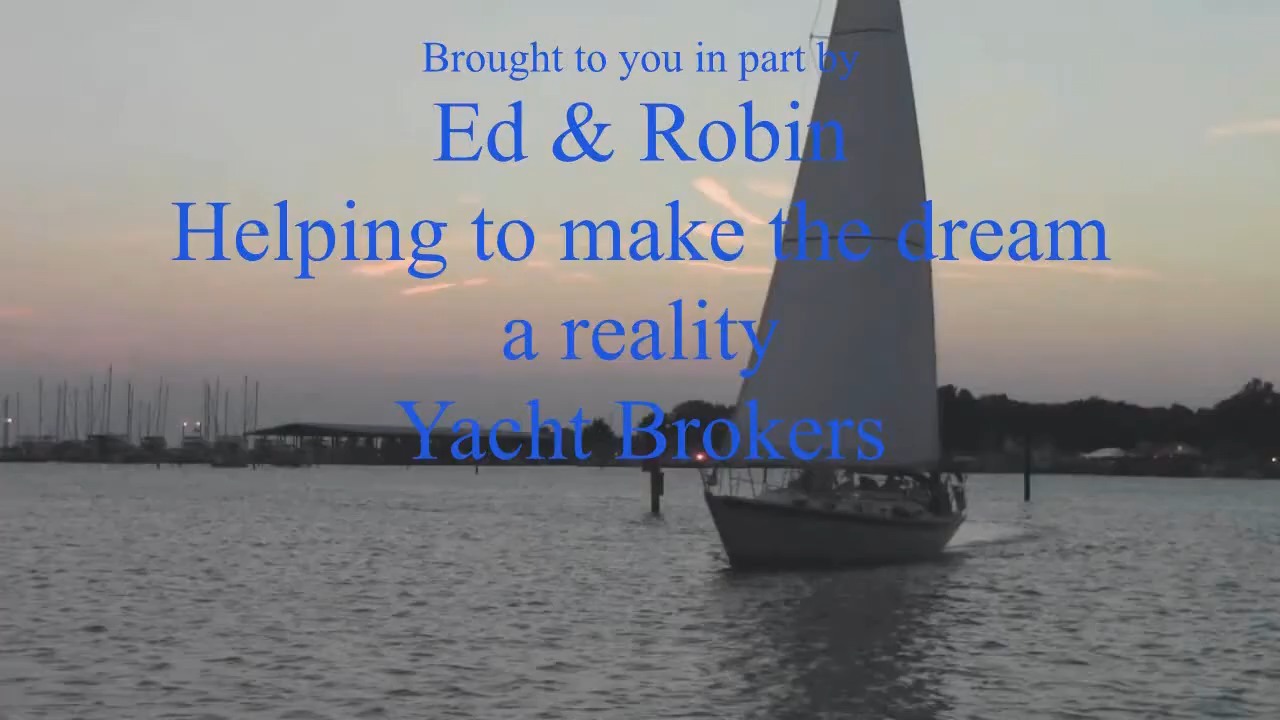 Brought to you in part by
Ed & Robin
Helping to make the dream
a reality
Yacht Brokers